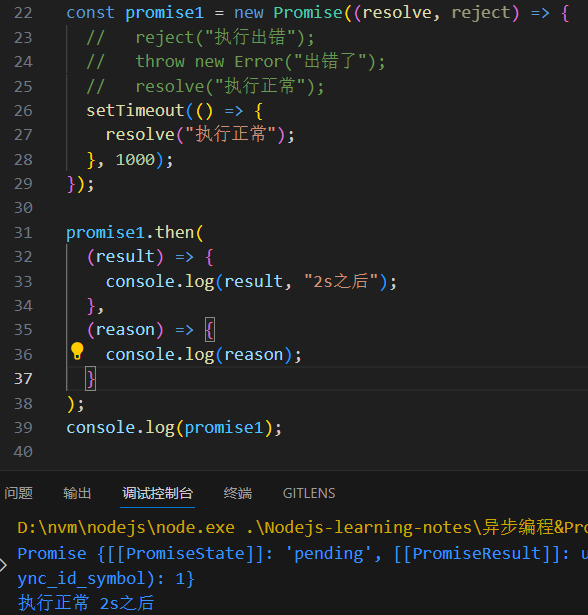 22 const promise1 = new Promise((resolve, reject) => {
23 //   reject("执行出错");
24 //   throw new Error("出错了");
25 //   resolve("执行正常");
26 setTimeout(() => {
27 resolve("执行正常");
28 }, 1000);
29 });
30
31 promise1.then(
32 (result) => {
33 console.log(result, "2s之后");
34 },
35 (reason) => {
36 console.log(reason);
37 }
38 );
39 console.log(promise1);
40
问题 输出 调试控制台 终端 GITLENS
D:\nvm\nodejs\node.exe .\Nodejs-learning-notes\异步编程&Pro
Promise {[[PromiseState]]: 'pending', [[PromiseResult]]: u
ync_id_symbol): 1}
执行正常 2s之后